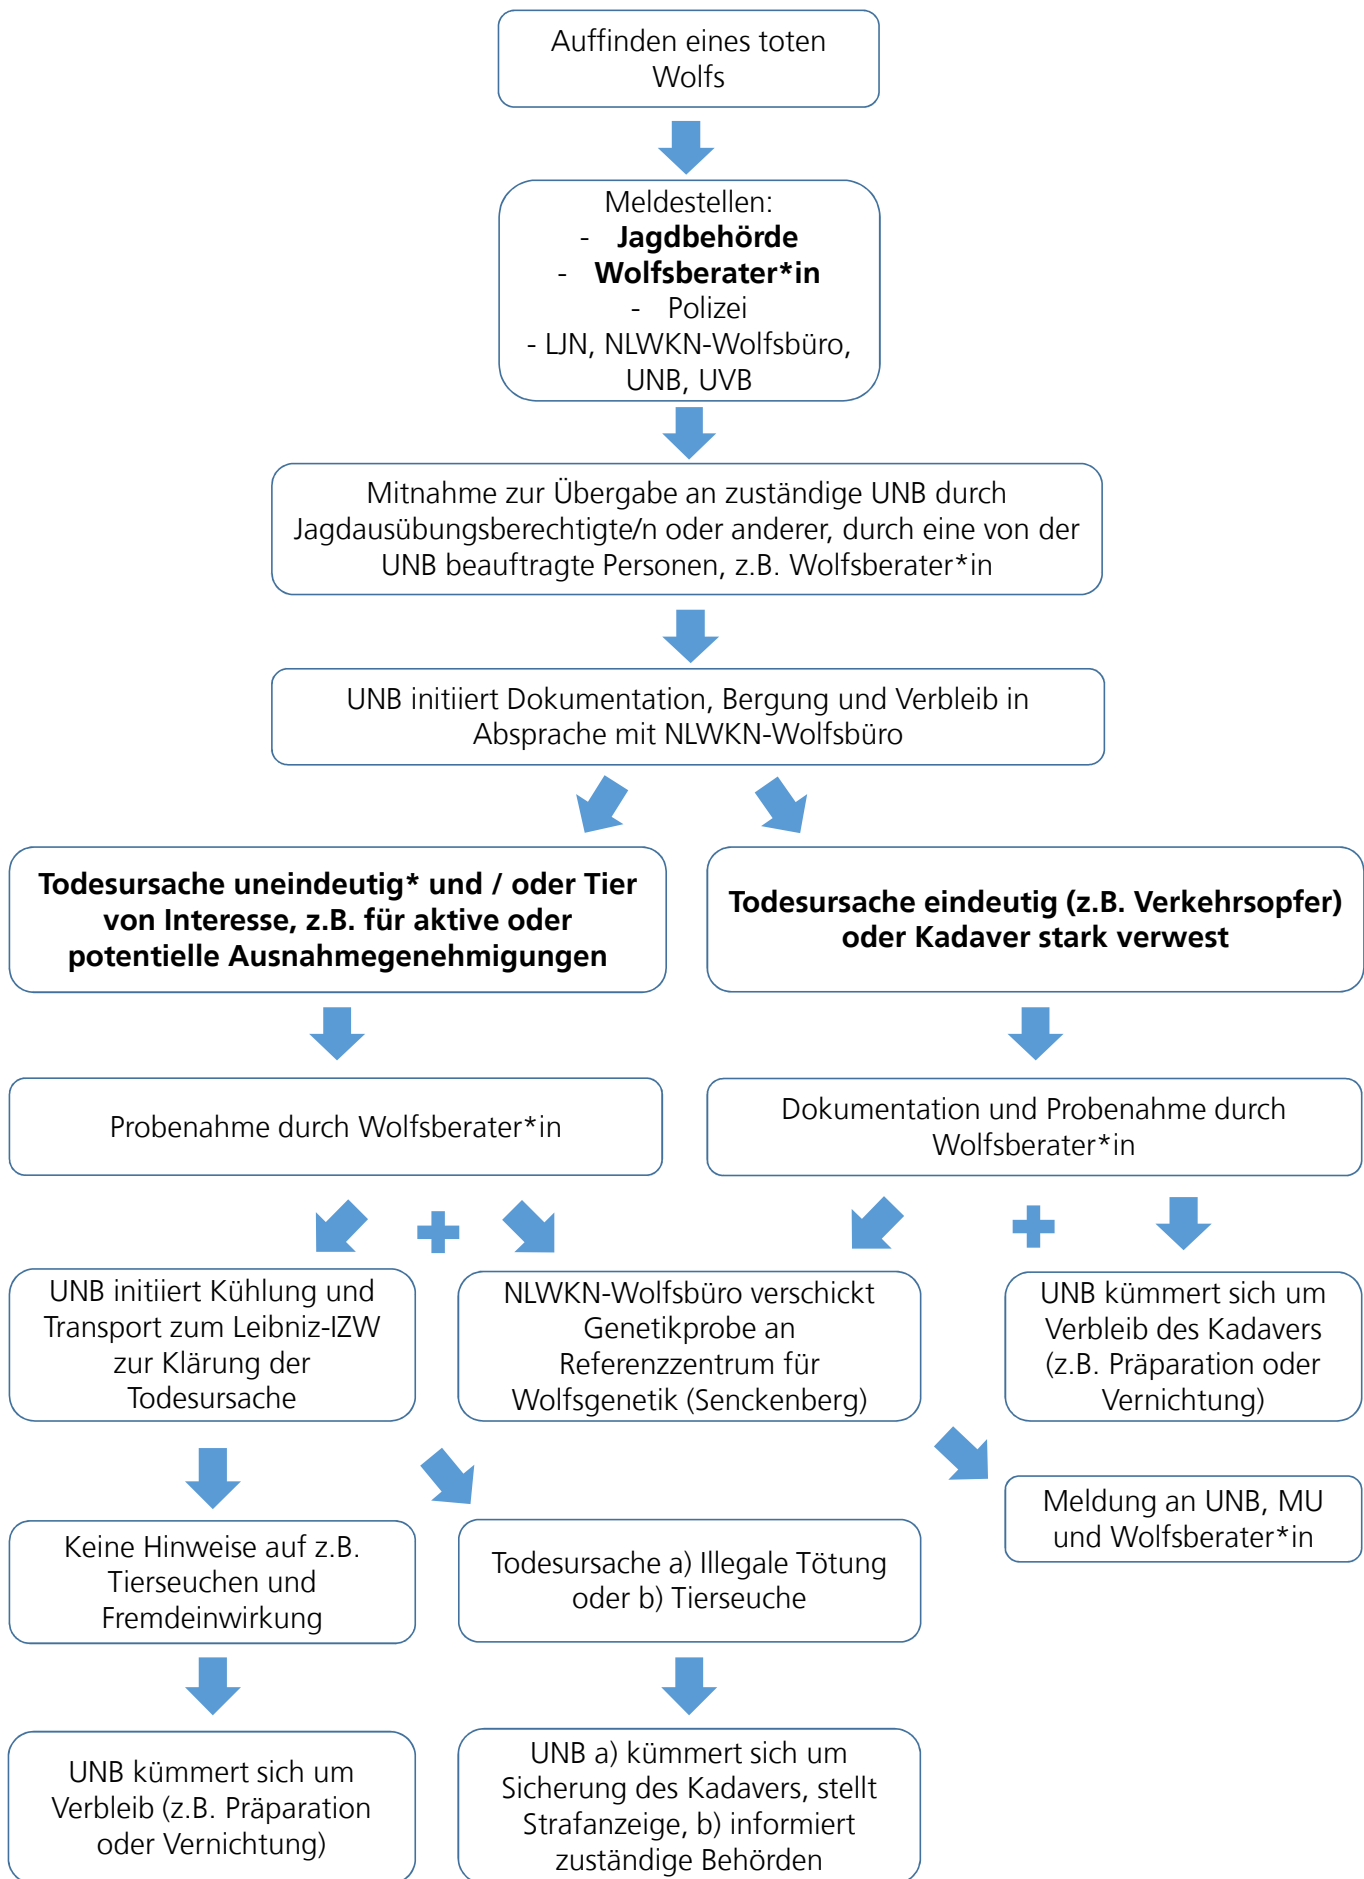 Auffinden eines toten
Wolfs
Meldestellen:
- Jagdbehörde
- Wolfsberater*in
- Polizei
- LJN, NLWKN-Wolfsbüro,
UNB, UVB
Mitnahme zur Übergabe an zuständige UNB durch
Jagdausübungsberechtigte/n oder anderer, durch eine von der
UNB beauftragte Personen, z.B. Wolfsberater*in
UNB initiiert Dokumentation, Bergung und Verbleib in
Absprache mit NLWKN-Wolfsbüro
Todesursache uneindeutig* und / oder Tier
von Interesse, z.B. für aktive oder
potentielle Ausnahmegenehmigungen
Todesursache eindeutig (z.B. Verkehrsopfer)
oder Kadaver stark verwest
Probenahme durch Wolfsberater*in
Dokumentation und Probenahme durch
Wolfsberater*in
UNB initiiert Kühlung und
Transport zum Leibniz-IZW
zur Klärung der
Todesursache
NLWKN-Wolfsbüro verschickt
Genetikprobe an
Referenzzentrum für
Wolfsgenetik (Senckenberg)
UNB kümmert sich um
Verbleib des Kadavers
(z.B. Präparation oder
Vernichtung)
Meldung an UNB, MU
und Wolfsberater*in
Keine Hinweise auf z.B.
Tierseuchen und
Fremdeinwirkung
Todesursache a) Illegale Tötung
oder b) Tierseuche
UNB kümmert sich um
Verbleib (z.B. Präparation
oder Vernichtung)
UNB a) kümmert sich um
Sicherung des Kadavers, stellt
Strafanzeige, b) informiert
zuständige Behörden